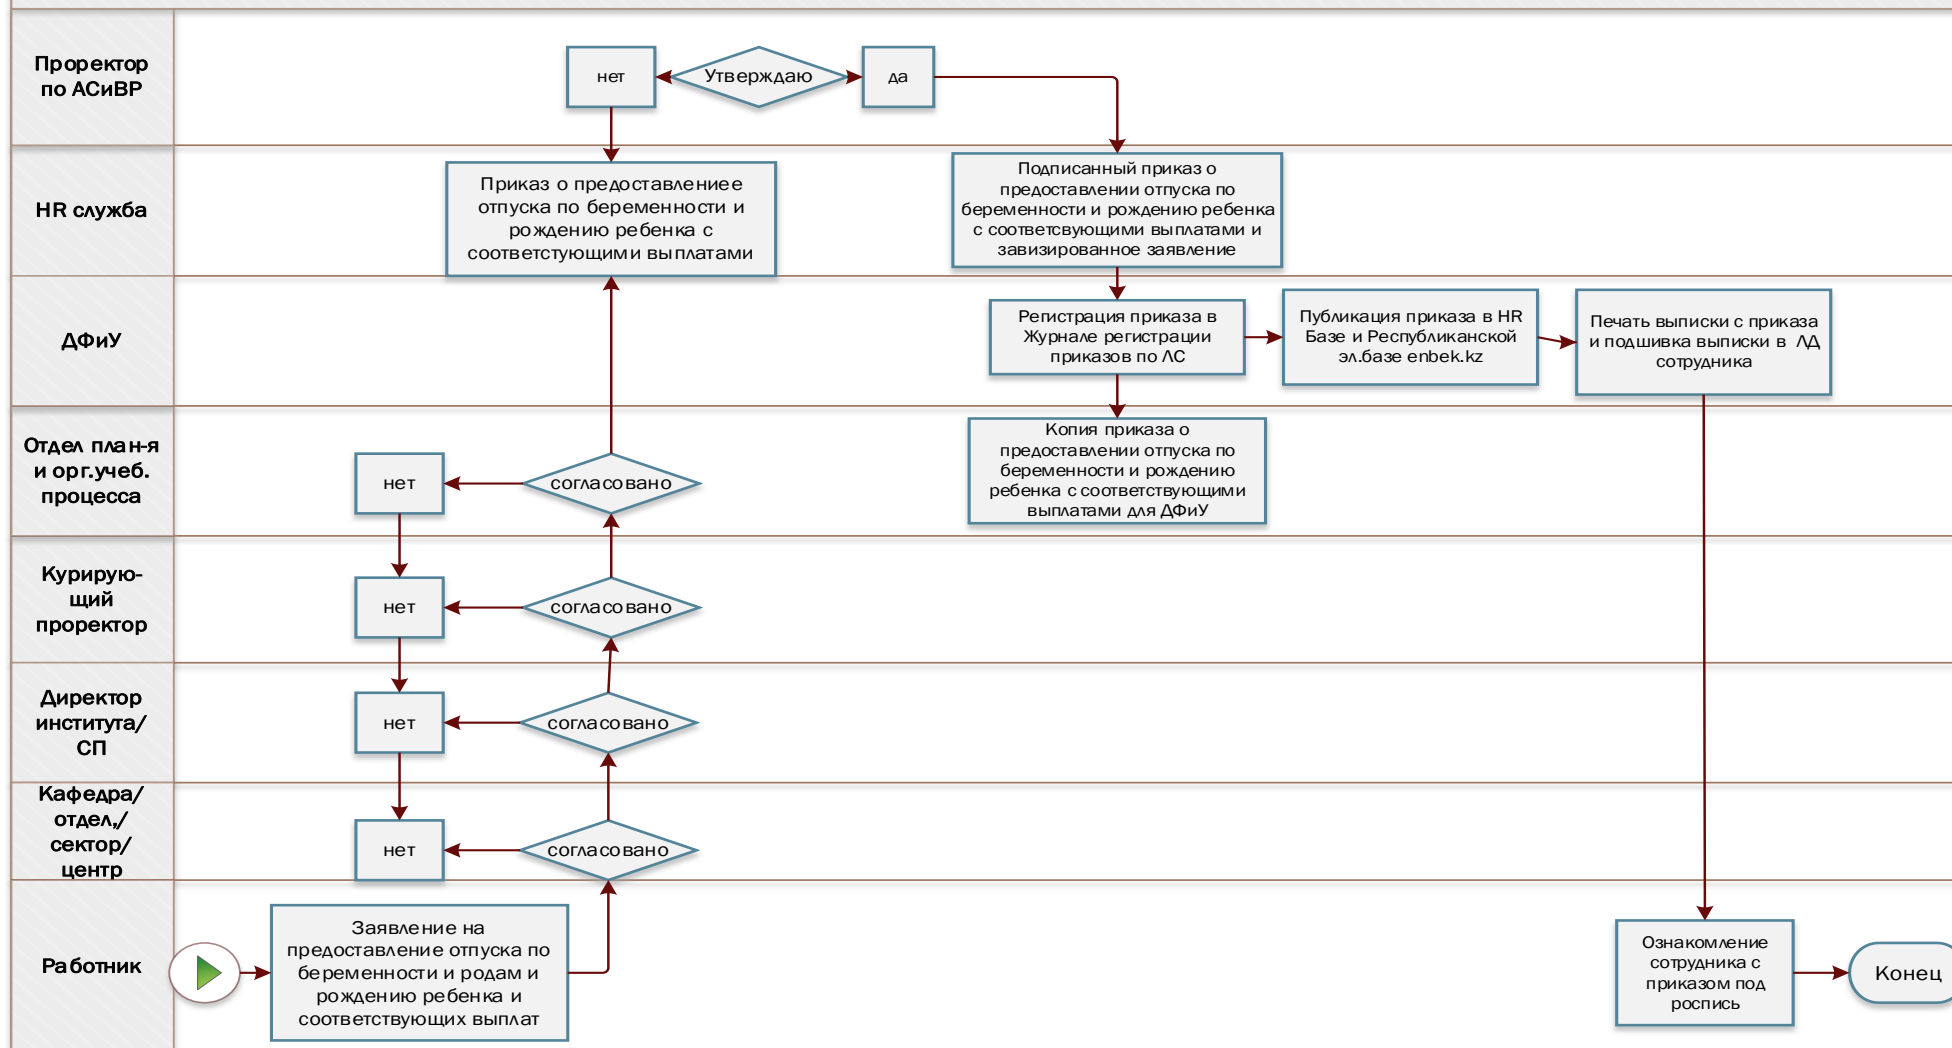 Проректор
по АСиВР
нет
Утверждаю
да
HR служба
Приказ о предоставлениее
отпуска по беременности и
рождению ребенка с
соответстующими выплатами
Подписанный приказ о
предоставлении отпуска по
беременности и рождению ребенка
с соответсвующими выплатами и
завизированное заявление
ДФиУ
Регистрация приказа в
Журнале регистрации
приказов по ЛС
Публикация приказа в HR
Базе и Республиканской
эл.базе enbek.kz
Печать выписки с приказа
и подшивка выписки в ЛД
сотрудника
Отдел план-я
и орг.учеб.
процесса
нет
согласовано
Копия приказа о
предоставлении отпуска по
беременности и рождению
ребенка с соответствующими
выплатами для ДФиУ
Курирую-
щий
проректор
нет
согласовано
Директор
института/
СП
нет
согласовано
Кафедра/
отдел,/
сектор/
центр
нет
согласовано
Работник
Заявление на
предоставление отпуска по
беременности и родам и
рождению ребенка и
соответствующих выплат
Ознакомление
сотрудника с
приказом под
роспись
Конец